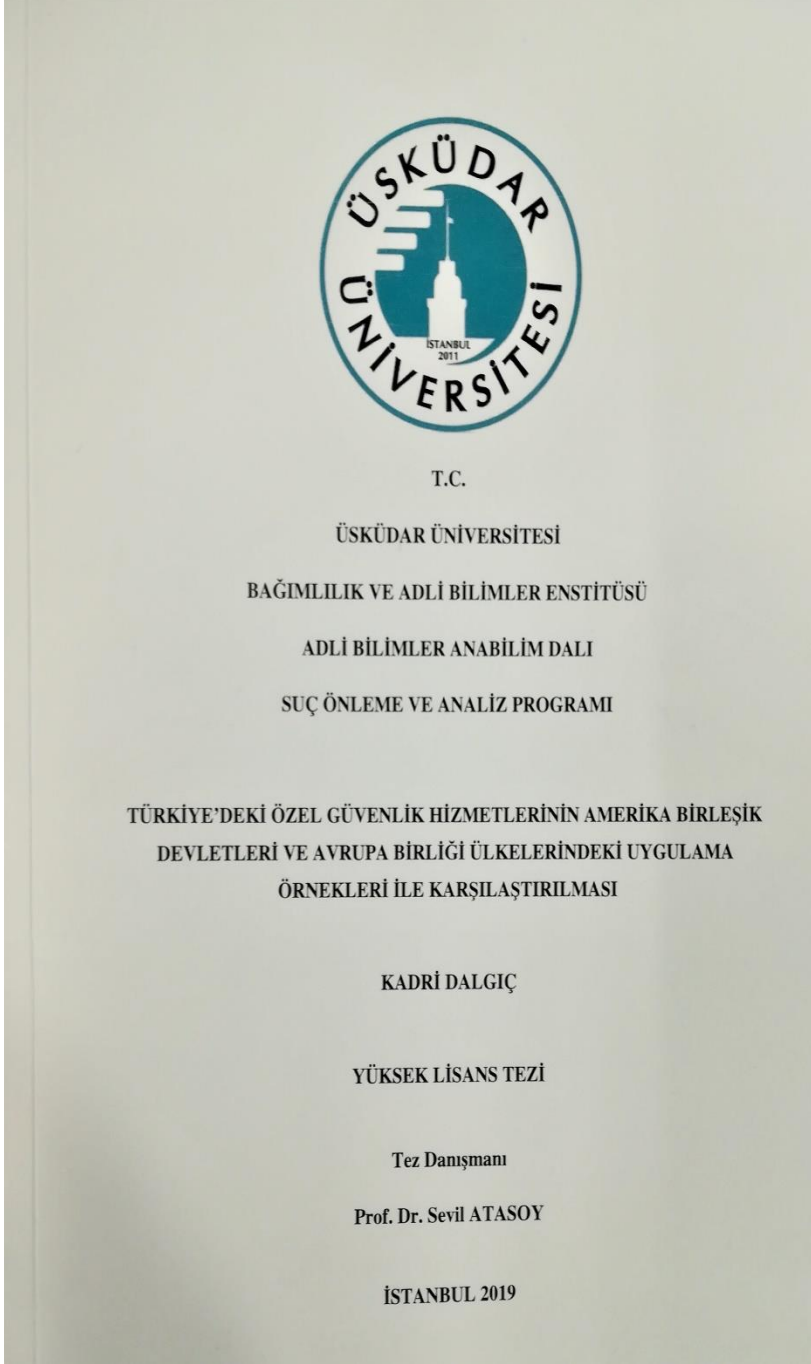 ÜSKÜDAR
ÜNİVERSİTESİ
İSTANBUL
2011
T.C.
ÜSKÜDAR ÜNİVERSİTESİ
BAĞIMLILIK VE ADLİ BİLİMLER ENSTİTÜSÜ
ADLİ BİLİMLER ANABİLİM DALI
SUÇ ÖNLEME VE ANALİZ PROGRAMI
TÜRKİYE’DEKİ ÖZEL GÜVENLİK HİZMETLERİNİN AMERİKA BİRLEŞİK
DEVLETLERİ VE AVRUPA BİRLİĞİ ÜLKELERİNDEKİ UYGULAMA
ÖRNEKLERİ İLE KARŞILAŞTIRILMASI
KADRİ DALGIÇ
YÜKSEK LİSANS TEZİ
Tez Danışmanı
Prof. Dr. Sevil ATASOY
İSTANBUL 2019